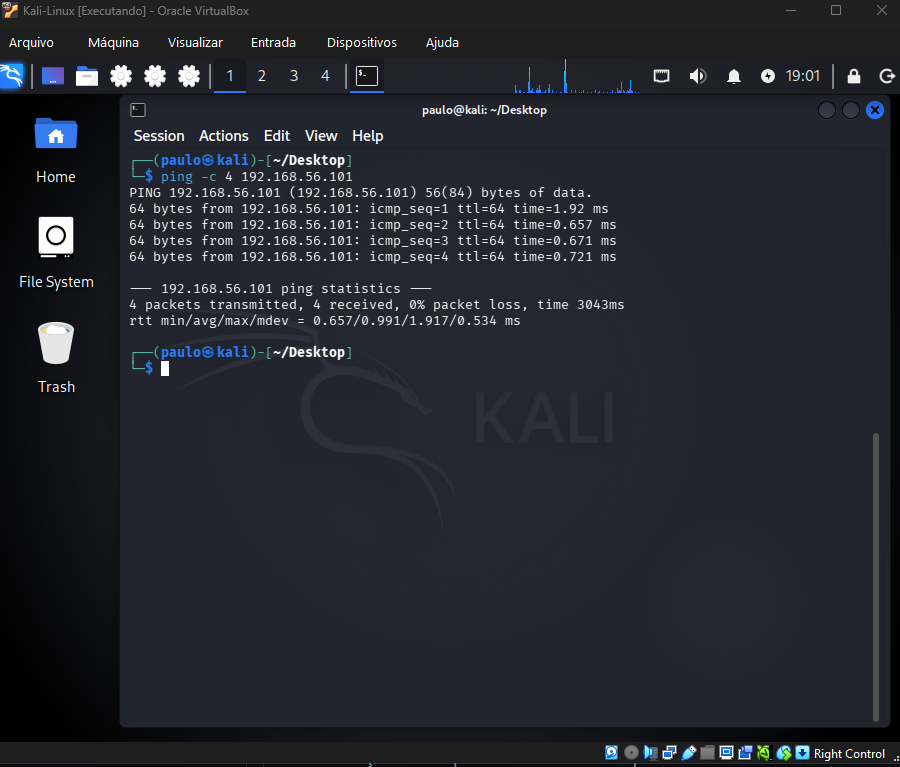 Kali-Linux [Executando] - Oracle VirtualBox
Arquivo Máquina Visualizar Entrada Dispositivos Ajuda
1 2 3 4 19:01
paulo@kali: ~/Desktop
Session Actions Edit View Help
┌──(paulo㉿kali)-[~/Desktop]
└─$ ping -c 4 192.168.56.101
PING 192.168.56.101 (192.168.56.101) 56(84) bytes of data.
64 bytes from 192.168.56.101: icmp_seq=1 ttl=64 time=1.92 ms
64 bytes from 192.168.56.101: icmp_seq=2 ttl=64 time=0.657 ms
64 bytes from 192.168.56.101: icmp_seq=3 ttl=64 time=0.671 ms
64 bytes from 192.168.56.101: icmp_seq=4 ttl=64 time=0.721 ms
--- 192.168.56.101 ping statistics ---
4 packets transmitted, 4 received, 0% packet loss, time 3043ms
rtt min/avg/max/mdev = 0.657/0.991/1.917/0.534 ms
┌──(paulo㉿kali)-[~/Desktop]
└─$
Home
File System
Trash
KALI
Right Control